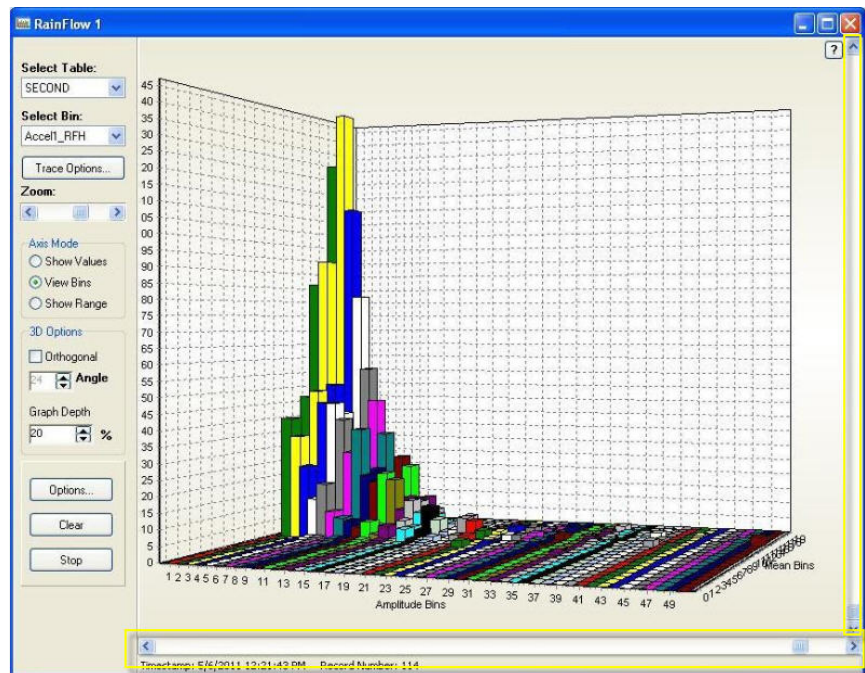 RainFlow 1
?
Select Table:
SECOND
Select Bin:
Accel1_RFH
Trace Options...
Zoom:
Axis Mode
Show Values
View Bins
Show Range
3D Options
Orthogonal
24 Angle
Graph Depth
20 %
Options...
Clear
Stop
45
40
35
30
25
20
15
10
05
00
95
90
85
80
75
70
65
60
55
50
45
40
35
30
25
20
15
10
5
0
1 2 3 4 5 6 7 8 9 11 13 15 17 19 21 23 25 27 29 31 33 35 37 39 41 43 45 47 49
Amplitude Bins
Mean Bins
Timestamp: 5/6/2011 12:21:43 PM Record Number: 114